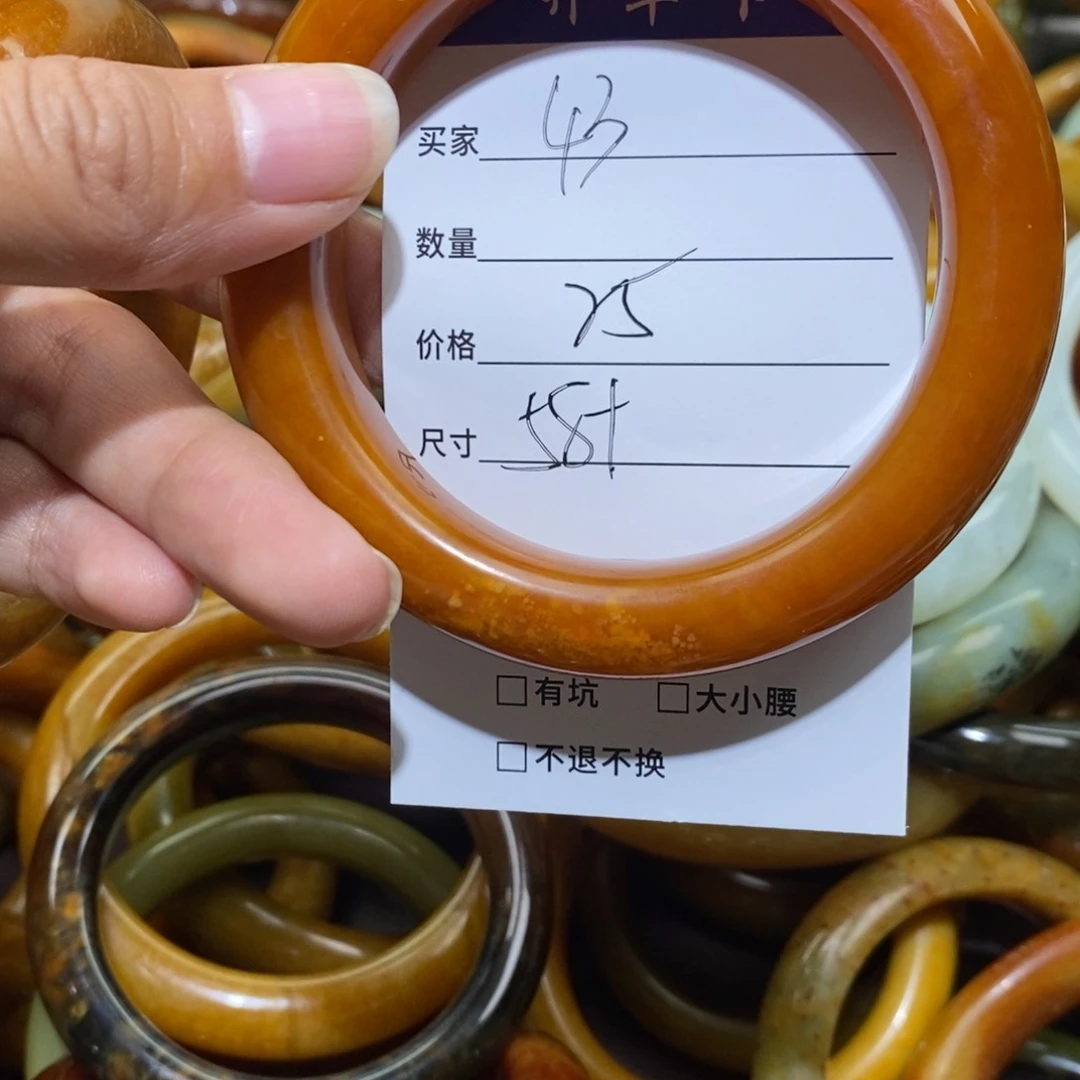 买家 43
数量
价格 25
尺寸 58+
□有坑 □大小腰
□不退不换